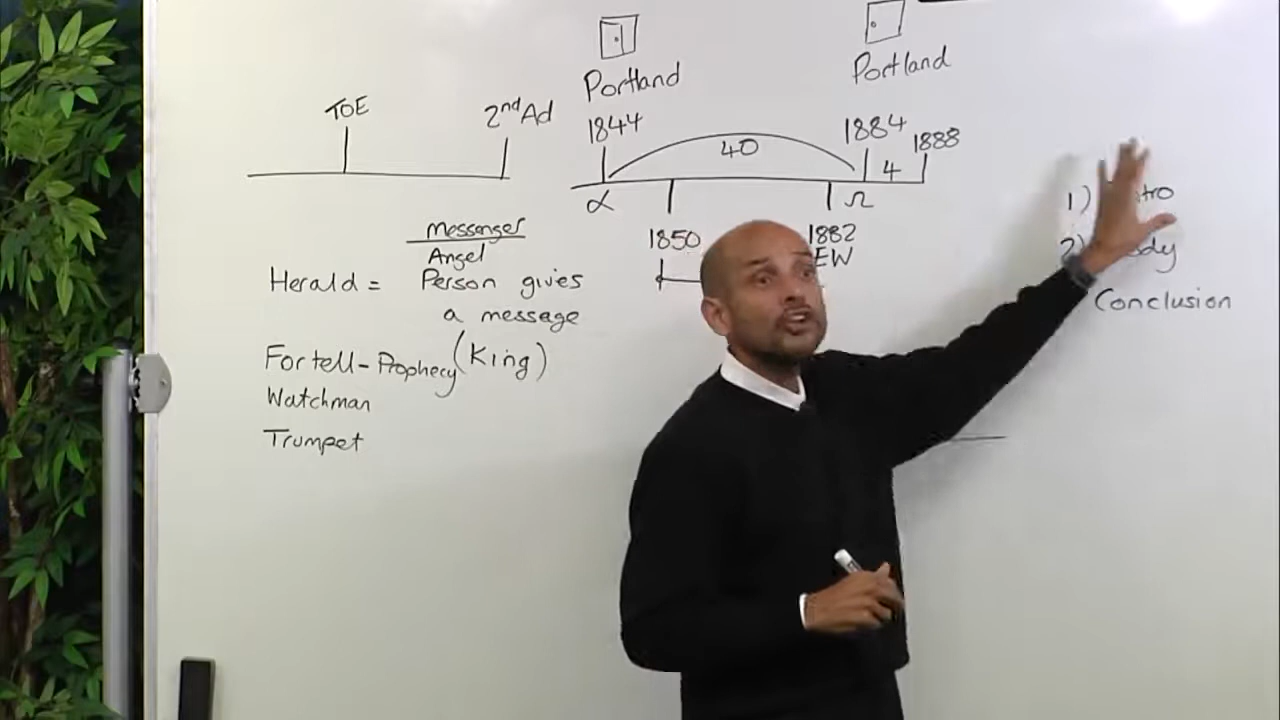 TOE
2nd Ad
Portland
1844
α
40
Portland
1884
Ω
4
1888
1850
1882
EW
Messenger
Angel
Herald = Person gives
a message
Fortell-Prophecy (King)
Watchman
Trumpet
1)
2)
Conclusion